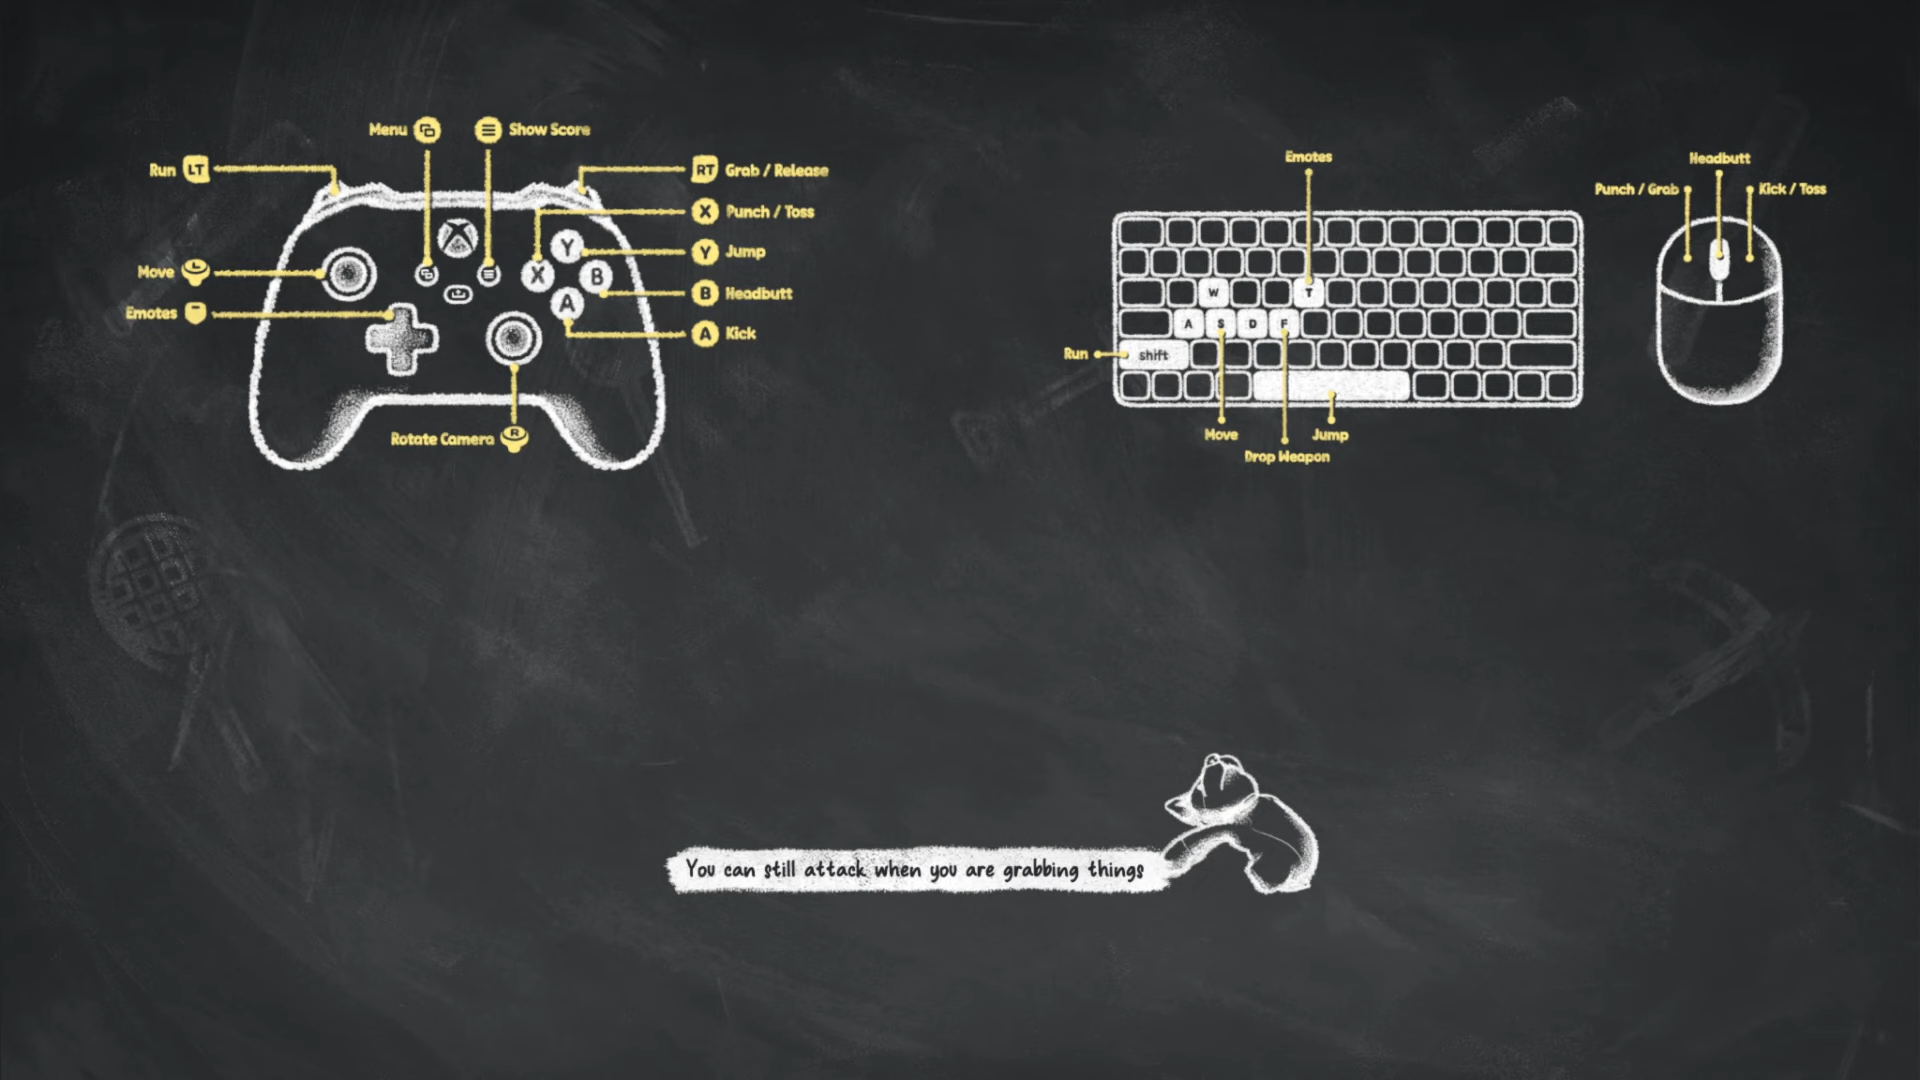 Menu
Show Score
Run LT
RT Grab / Release
X Punch / Toss
Y Jump
Move L
B Headbutt
Emotes
A Kick
Y
X
B
A
Rotate Camera R
Emotes
W
T
A
S
D
F
Run
shift
Move
Jump
Drop Weapon
Headbutt
Punch / Grab
Kick / Toss
You can still attack when you are grabbing things